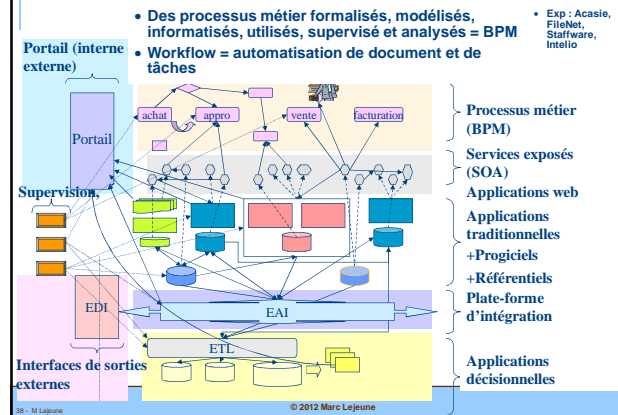 • Des processus métier formalisés, modélisés,
informatisés, utilisés, supervisé et analysés = BPM
• Workflow = automatisation de document et de
tâches
• Exp : Acasie,
FileNet,
Staffware,
Intelio
Portail (interne
externe)
Portail
achat
appro
vente
facturation
Processus métier
(BPM)
Services exposés
(SOA)
Applications web
Supervision,
Applications
traditionnelles
+Progiciels
+Référentiels
EDI
EAI
Plate-forme
d'intégration
ETL
Interfaces de sorties
externes
Applications
décisionnelles
38 - M Lejeune
© 2012 Marc Lejeune